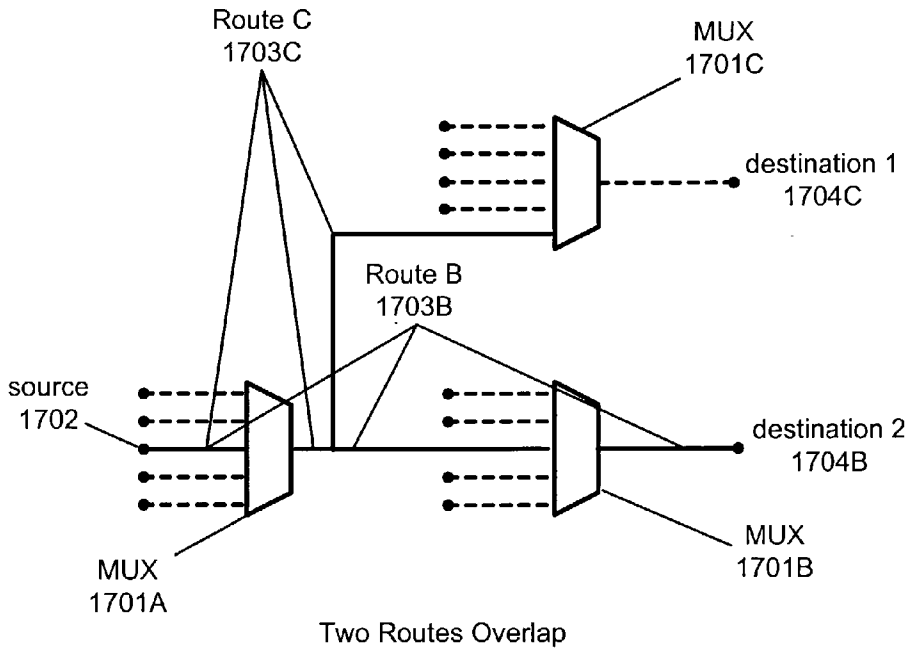 Route C
1703C
MUX
1701C
destination 1
1704C
Route B
1703B
source
1702
destination 2
1704B
MUX
1701A
MUX
1701B
Two Routes Overlap